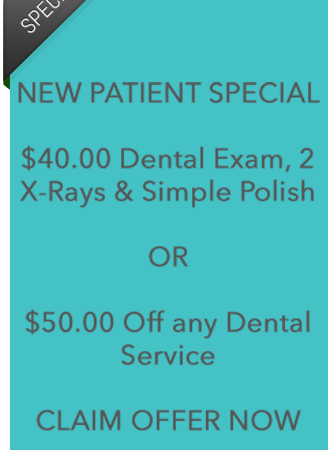 NEW PATIENT SPECIAL
$40.00 Dental Exam, 2
X-Rays & Simple Polish
OR
$50.00 Off any Dental
Service
CLAIM OFFER NOW